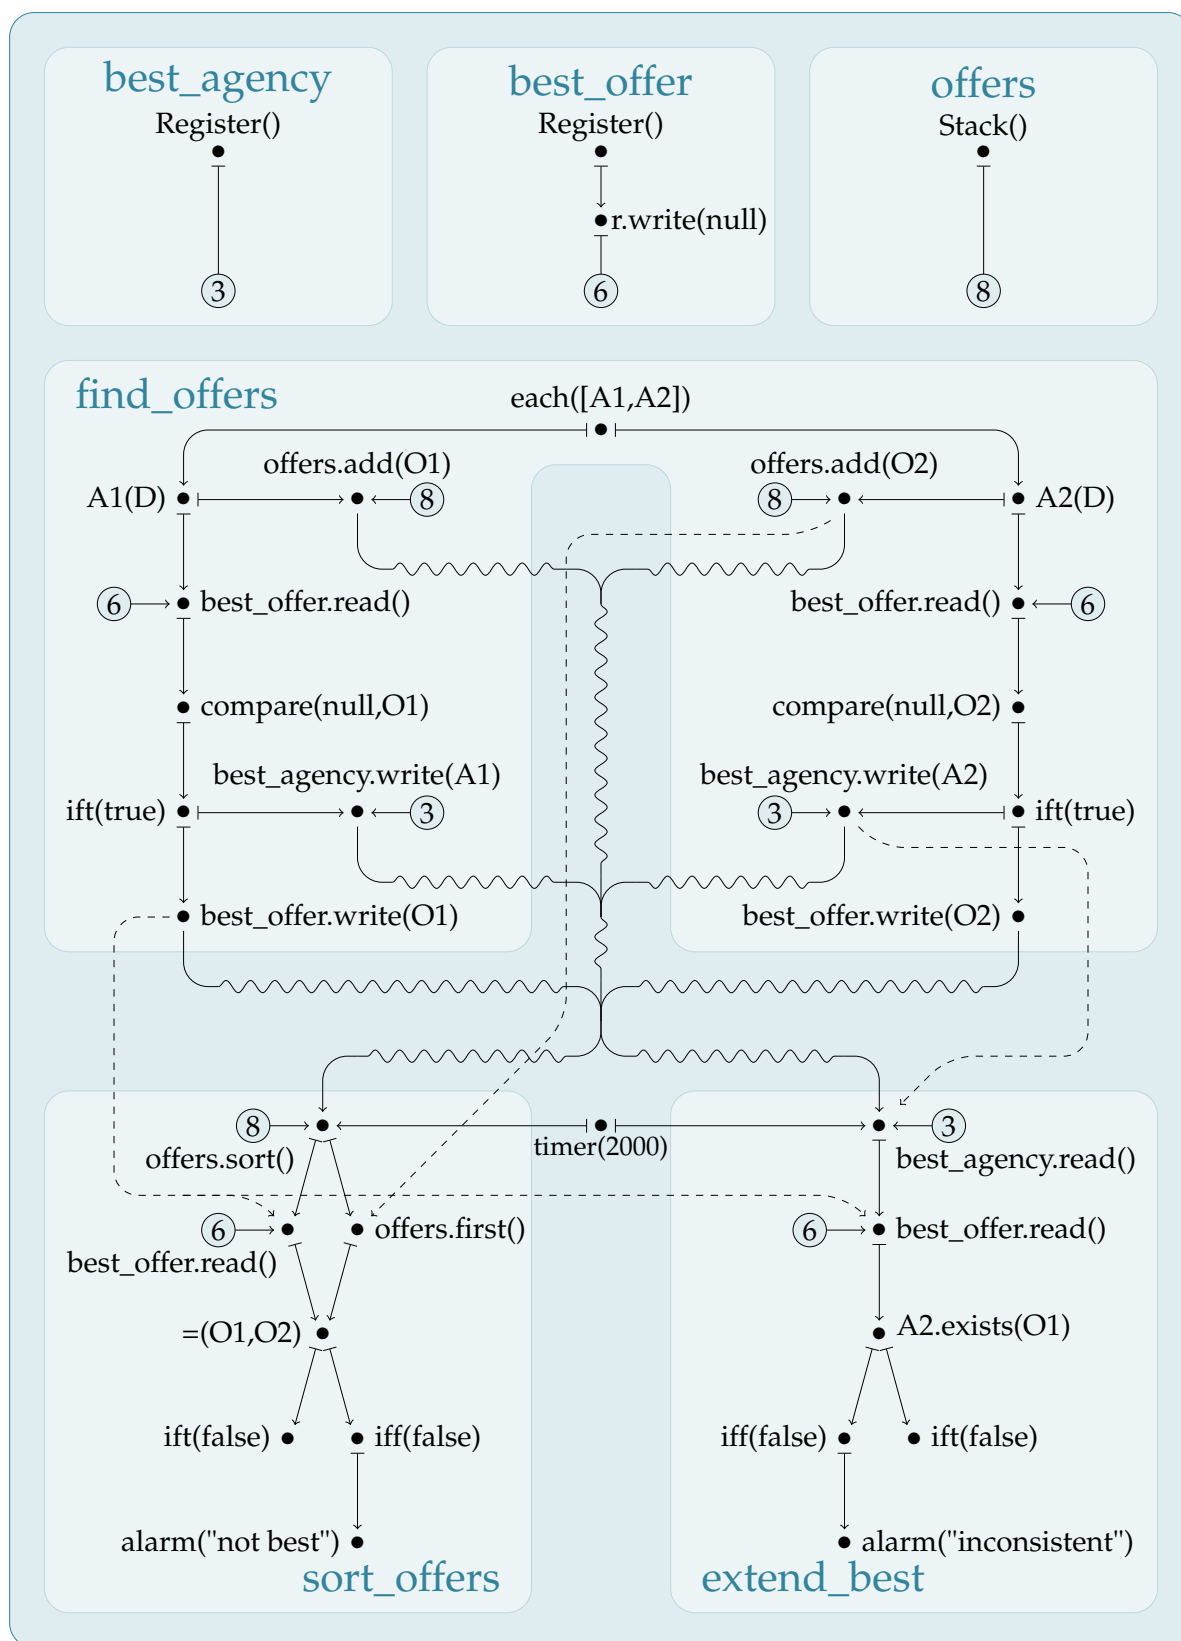 best_agency
Register()
3
best_offer
Register()
r.write(null)
6
offers
Stack()
8
find_offers
each([A1,A2])
offers.add(O1)
offers.add(O2)
A1(D)
8
8
A2(D)
6
best_offer.read()
best_offer.read()
6
compare(null,O1)
compare(null,O2)
best_agency.write(A1)
best_agency.write(A2)
ift(true)
3
3
ift(true)
best_offer.write(O1)
best_offer.write(O2)
8
offers.sort()
timer(2000)
3
best_agency.read()
6
best_offer.read()
offers.first()
6
best_offer.read()
=(O1,O2)
A2.exists(O1)
ift(false)
iff(false)
iff(false)
ift(false)
alarm("not best")
alarm("inconsistent")
sort_offers
extend_best